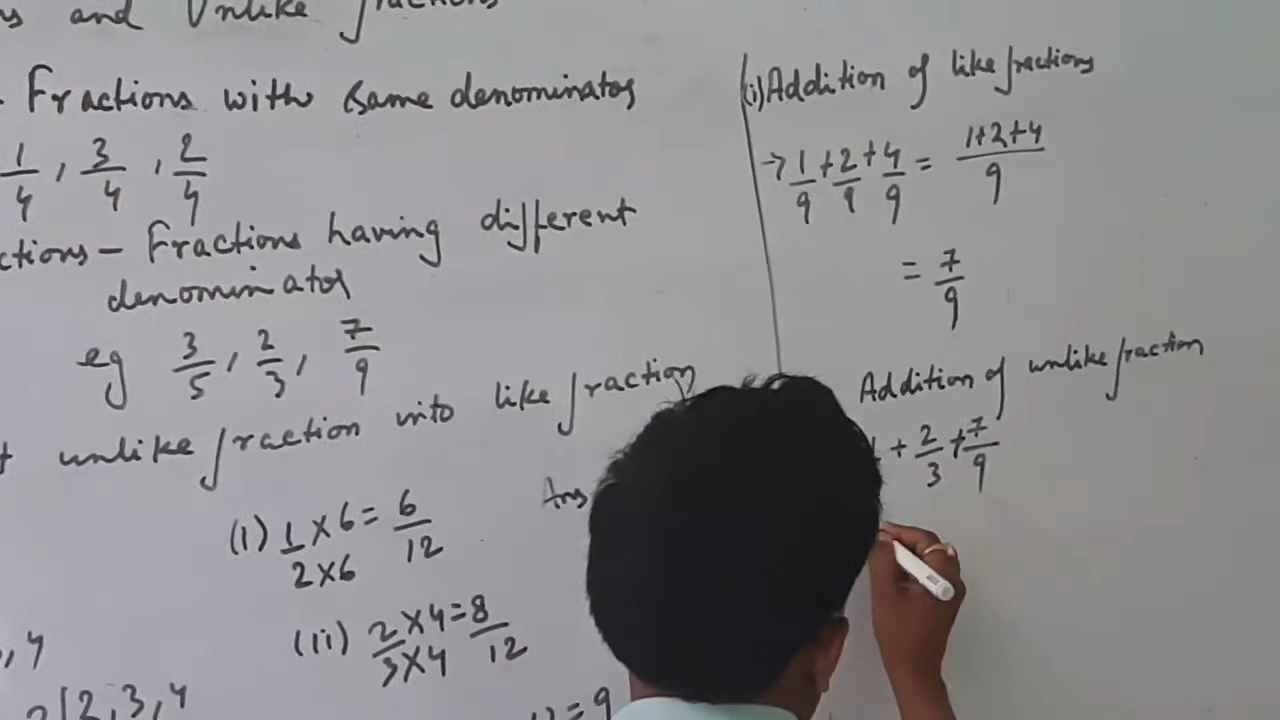 and Unlike fractions
Fractions with same denominator
1/4, 3/4, 2/4
ctions - Fractions having different
denominator
eg 3/5, 2/3, 7/9
unlike fraction into like fraction
Ans
(i) 1×6/2×6 = 6/12
(ii) 2×4/3×4 = 8/12
, 4
2, 3, 4
= 9
(i) Addition of like fractions
→ 1/9 + 2/9 + 4/9 = 1+2+4/9
= 7/9
Addition of unlike fraction
+ 2/3 + 7/9